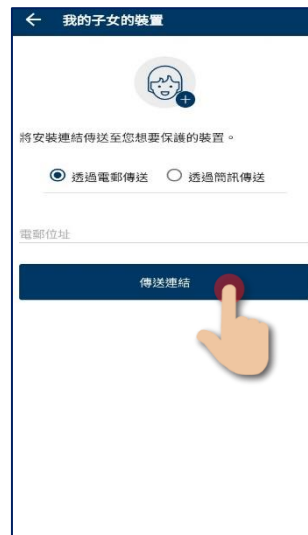 我的子女的裝置
將安裝連結傳送至您想要保護的裝置。
透過電郵傳送 透過簡訊傳送
電郵位址
傳送連結